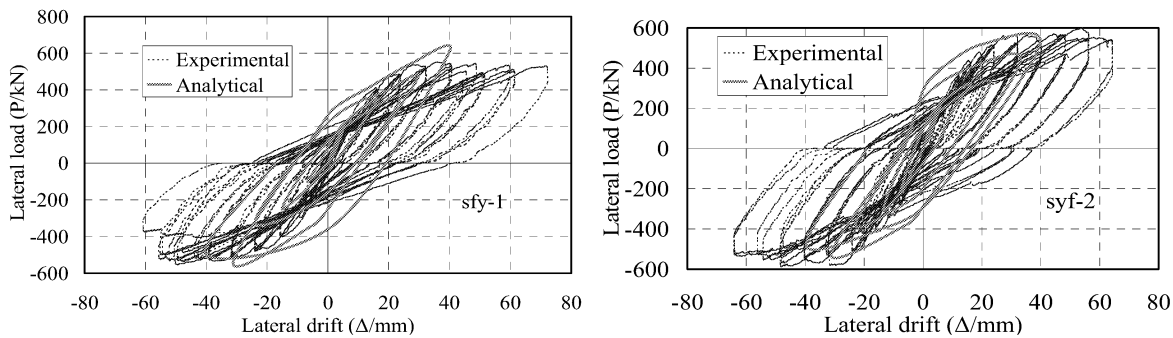 800
600
400
200
0
-200
-400
-600
-80 -60 -40 -20 0 20 40 60 80
Lateral load (P/kN)
Lateral drift (Δ/mm)
Experimental
Analytical
sfy-1
600
400
200
0
-200
-400
-600
-80 -60 -40 -20 0 20 40 60 80
Lateral load (P/kN)
Lateral drift (Δ/mm)
Experimental
Analytical
syf-2